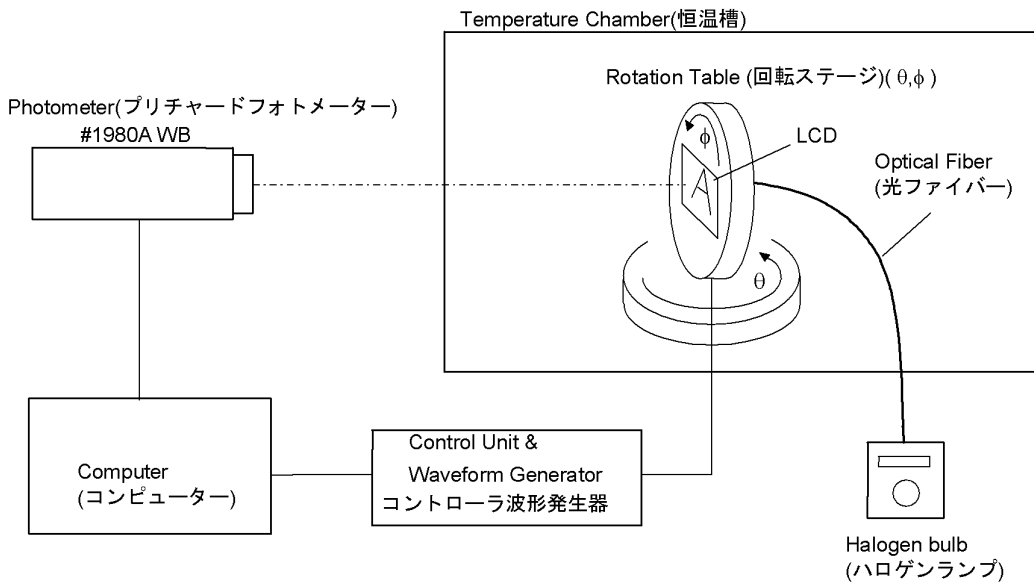 Temperature Chamber(恒温槽)
Rotation Table (回転ステージ)( θ,ϕ )
Photometer(プリチャードフォトメーター)
#1980A WB
ϕ
LCD
A
Optical Fiber
(光ファイバー)
θ
Computer
(コンピューター)
Control Unit &
Waveform Generator
コントローラ波形発生器
Halogen bulb
(ハロゲンランプ)